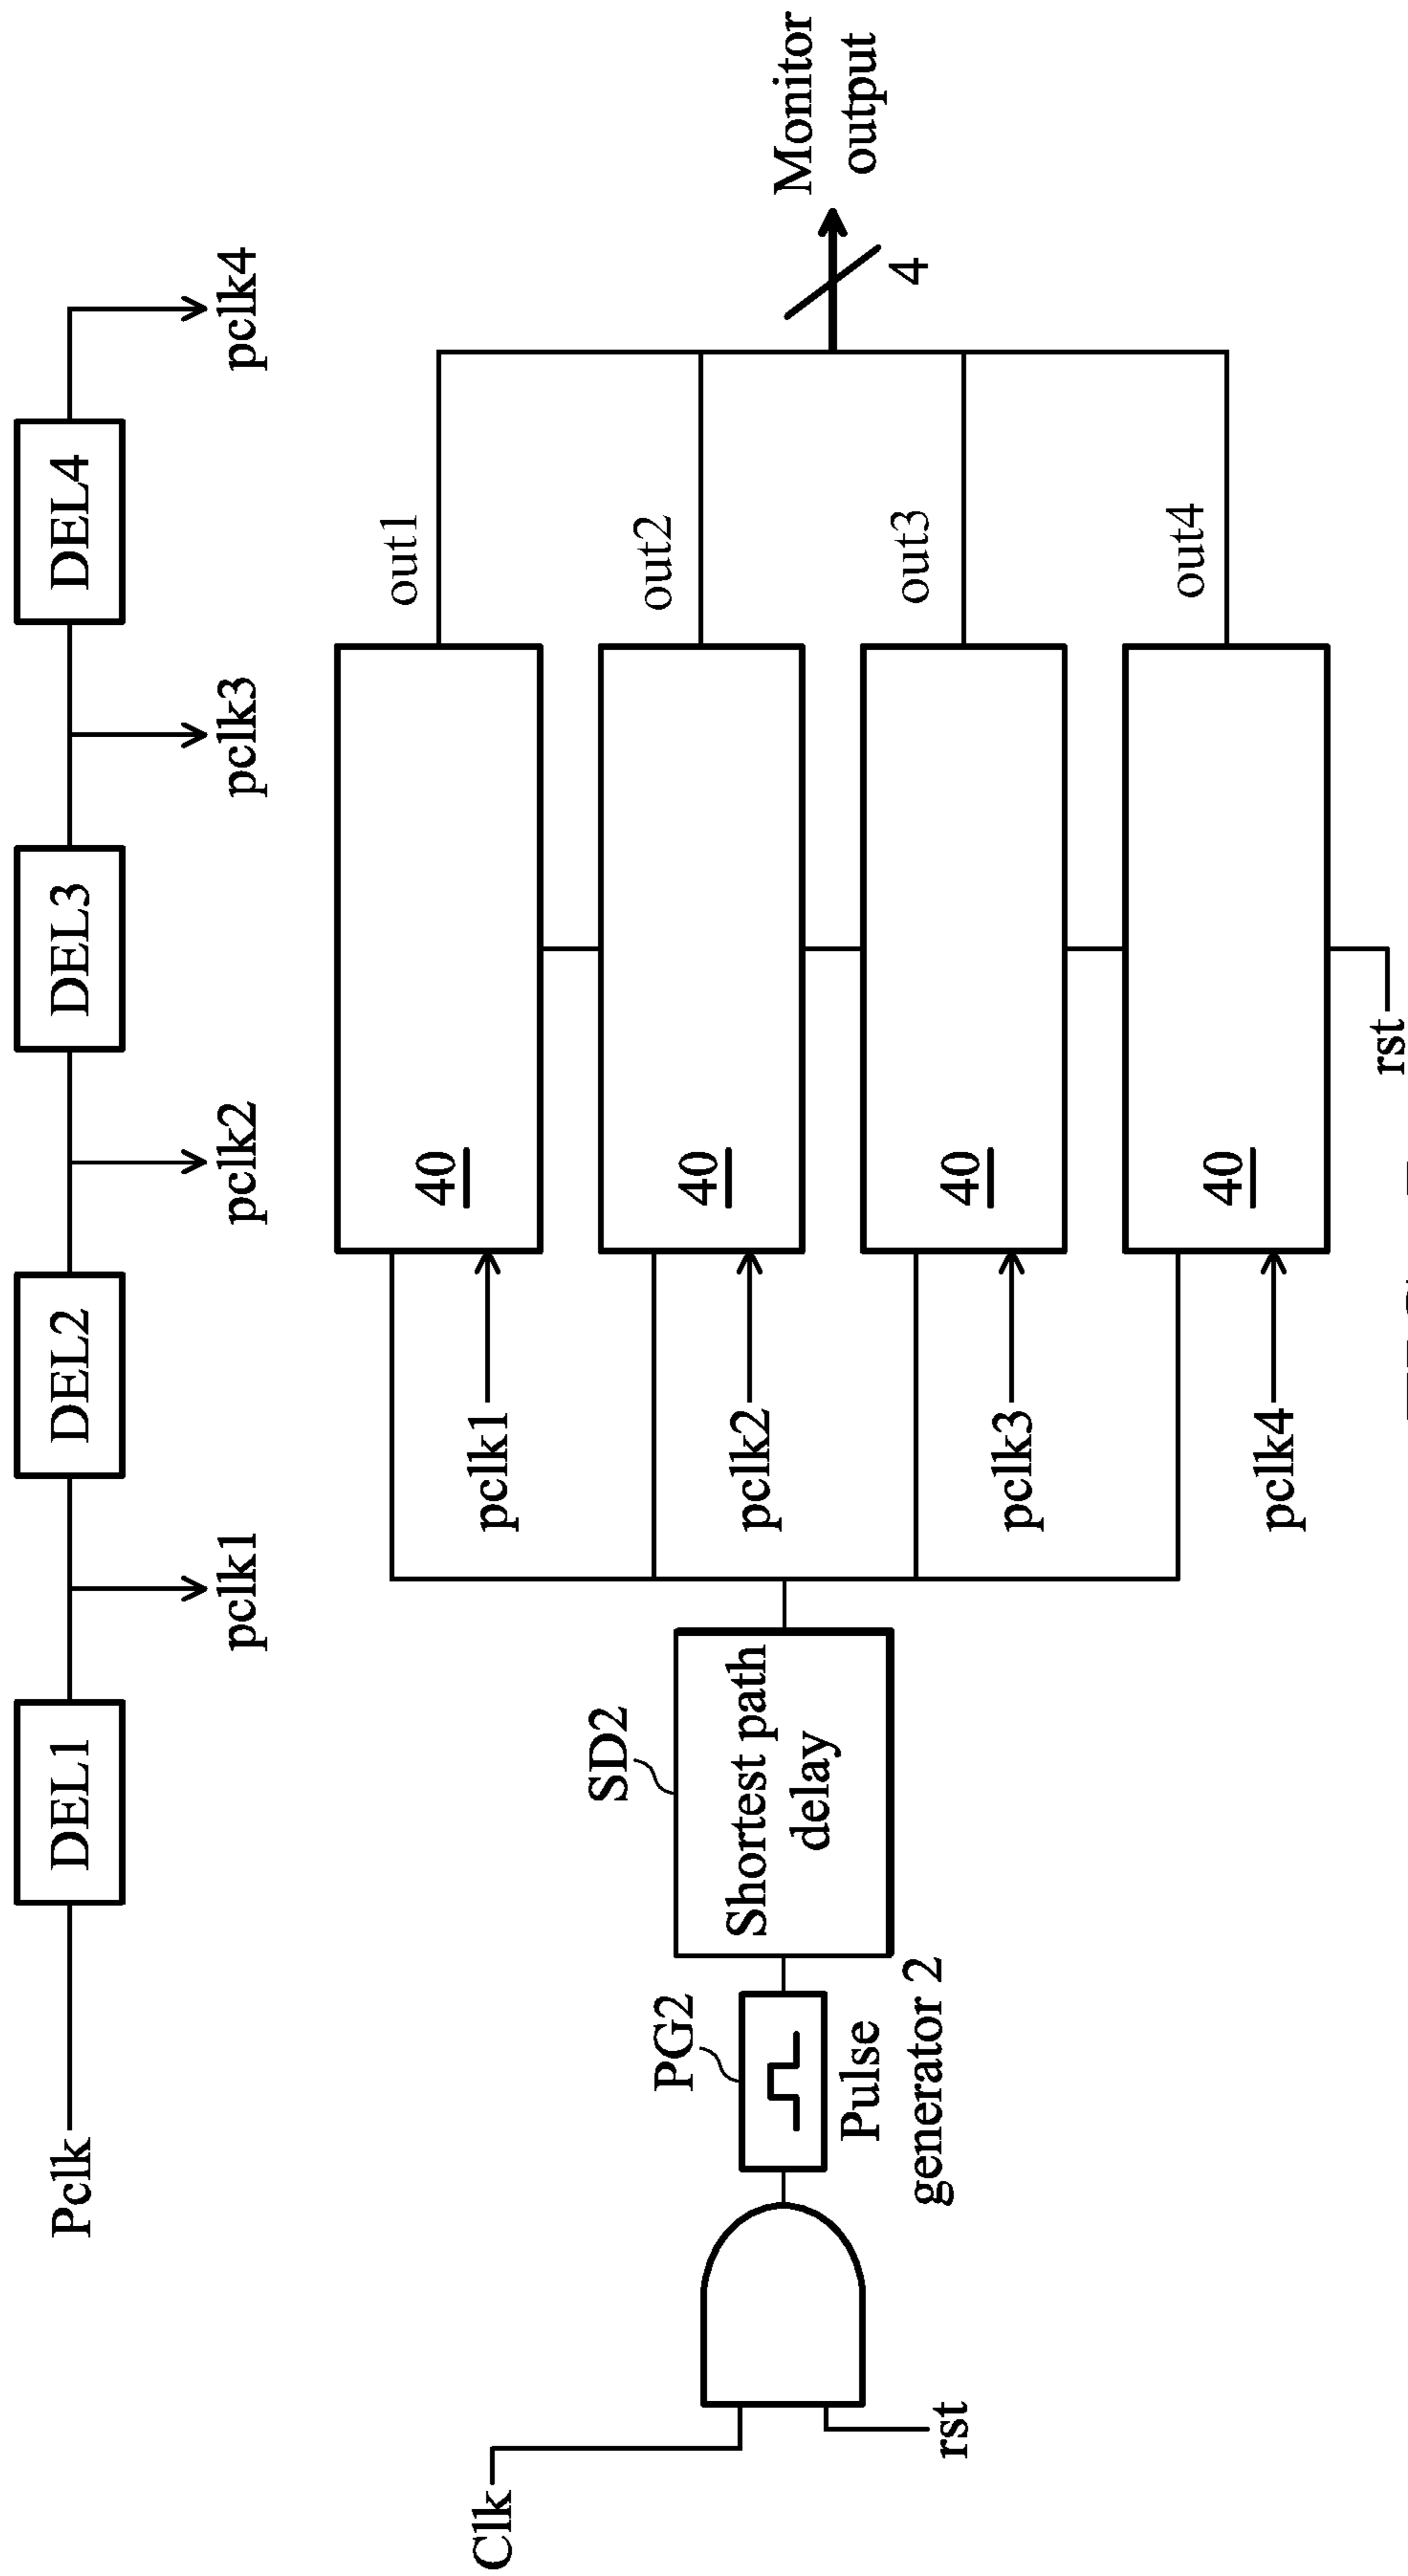 Pclk
DEL1
DEL2
DEL3
DEL4
pclk1
pclk2
pclk3
pclk4
Clk
rst
PG2
Pulse
generator 2
SD2
Shortest path
delay
pclk1
pclk2
pclk3
pclk4
40
40
40
40
rst
out1
out2
out3
out4
4
Monitor
output